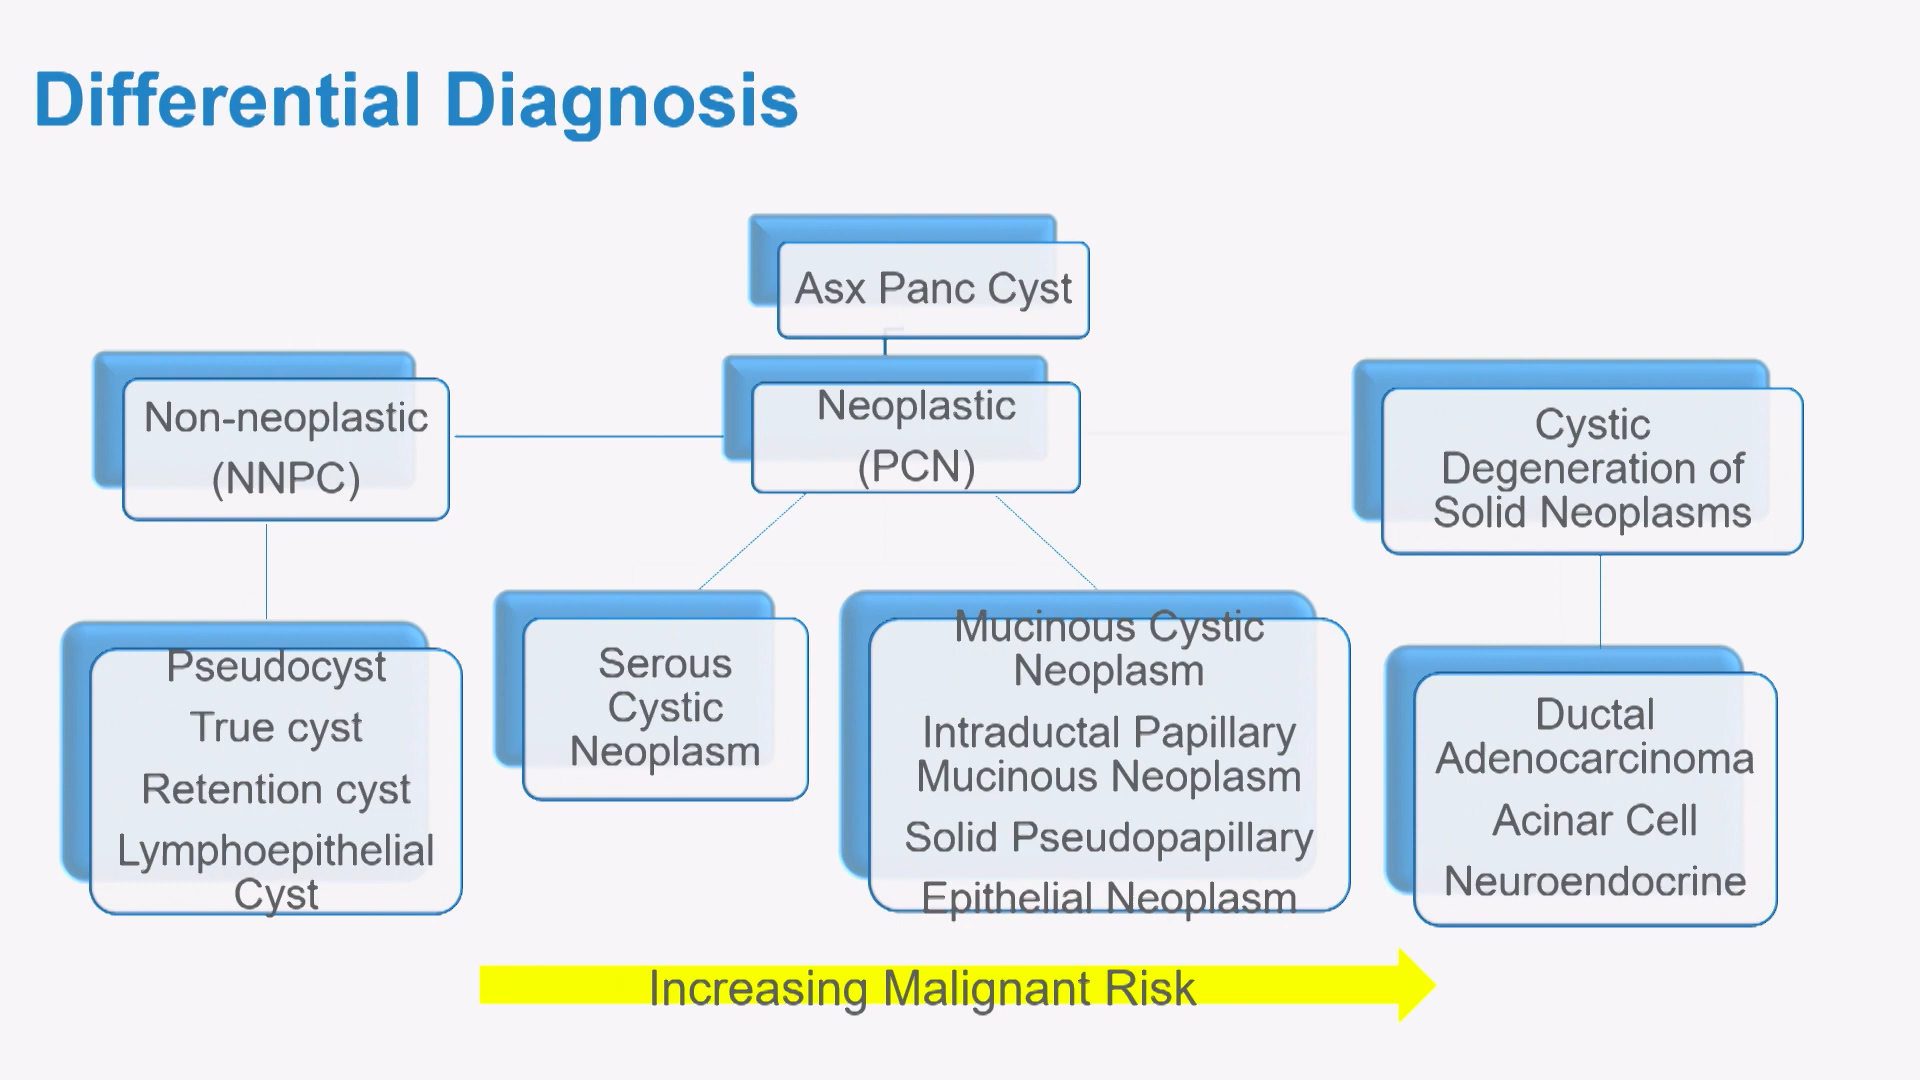 Differential Diagnosis
Asx Panc Cyst
Non-neoplastic
(NNPC)
Neoplastic
(PCN)
Cystic
Degeneration of
Solid Neoplasms
Pseudocyst
True cyst
Retention cyst
Lymphoepithelial
Cyst
Serous
Cystic
Neoplasm
Mucinous Cystic
Neoplasm
Intraductal Papillary
Mucinous Neoplasm
Solid Pseudopapillary
Epithelial Neoplasm
Ductal
Adenocarcinoma
Acinar Cell
Neuroendocrine
Increasing Malignant Risk